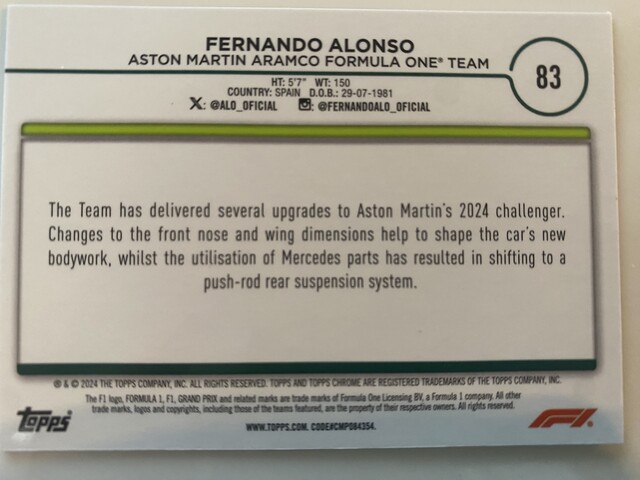 FERNANDO ALONSO
ASTON MARTIN ARAMCO FORMULA ONE® TEAM
83
HT: 5'7" WT: 150
COUNTRY: SPAIN D.O.B.: 29-07-1981
X: @ALO_OFICIAL @FERNANDOALO_OFICIAL
The Team has delivered several upgrades to Aston Martin's 2024 challenger.
Changes to the front nose and wing dimensions help to shape the car's new
bodywork, whilst the utilisation of Mercedes parts has resulted in shifting to a
push-rod rear suspension system.
® & © 2024 THE TOPPS COMPANY, INC. ALL RIGHTS RESERVED. TOPPS AND TOPPS CHROME ARE REGISTERED TRADEMARKS OF THE TOPPS COMPANY, INC.
The F1 logo, FORMULA 1, F1, GRAND PRIX and related marks are trade marks of Formula One Licensing BV, a Formula 1 company. All other
trade marks, logos and copyrights, including those of the teams featured, are the property of their respective owners. All rights reserved.
Topps
WWW.TOPPS.COM. CODE#CMP084354.
F1